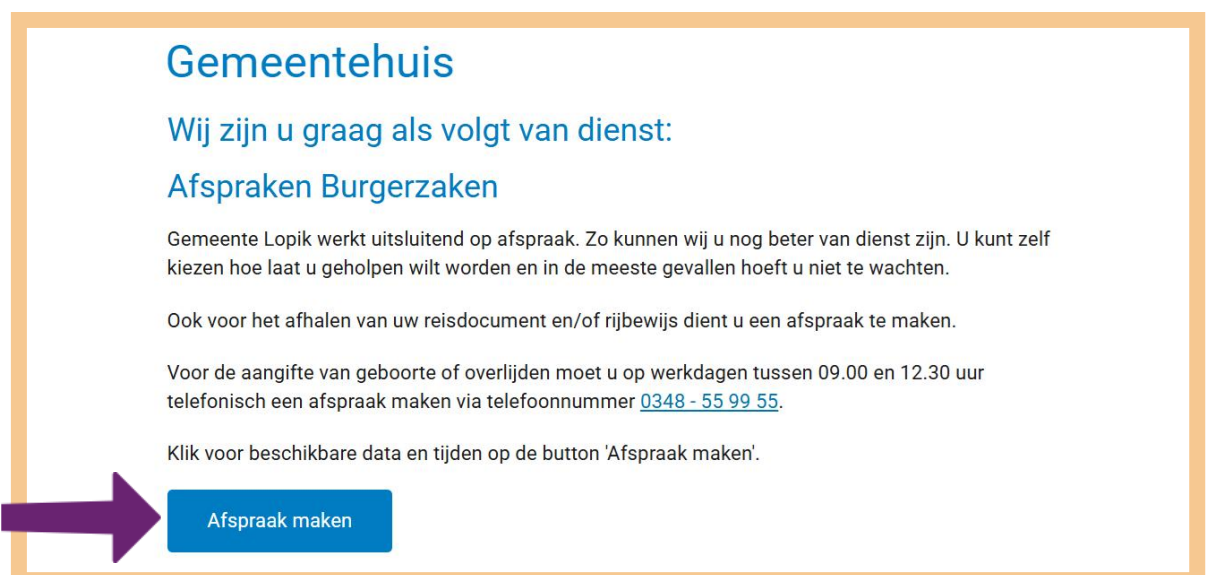 Gemeentehuis
Wij zijn u graag als volgt van dienst:
Afspraken Burgerzaken
Gemeente Lopik werkt uitsluitend op afspraak. Zo kunnen wij u nog beter van dienst zijn. U kunt zelf
kiezen hoe laat u geholpen wilt worden en in de meeste gevallen hoeft u niet te wachten.
Ook voor het afhalen van uw reisdocument en/of rijbewijs dient u een afspraak te maken.
Voor de aangifte van geboorte of overlijden moet u op werkdagen tussen 09.00 en 12.30 uur
telefonisch een afspraak maken via telefoonnummer 0348 - 55 99 55.
Klik voor beschikbare data en tijden op de button 'Afspraak maken'.
Afspraak maken